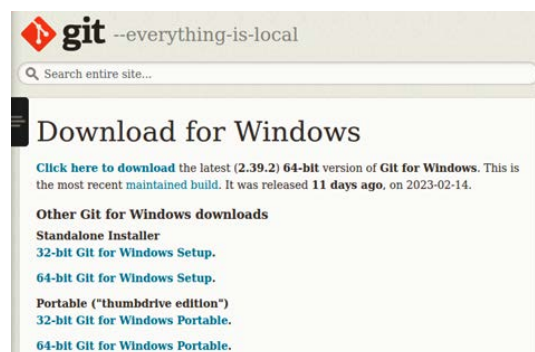 git --everything-is-local
Search entire site...
Download for Windows
Click here to download the latest (2.39.2) 64-bit version of Git for Windows. This is
the most recent maintained build. It was released 11 days ago, on 2023-02-14.
Other Git for Windows downloads
Standalone Installer
32-bit Git for Windows Setup.
64-bit Git for Windows Setup.
Portable ("thumbdrive edition")
32-bit Git for Windows Portable.
64-bit Git for Windows Portable.